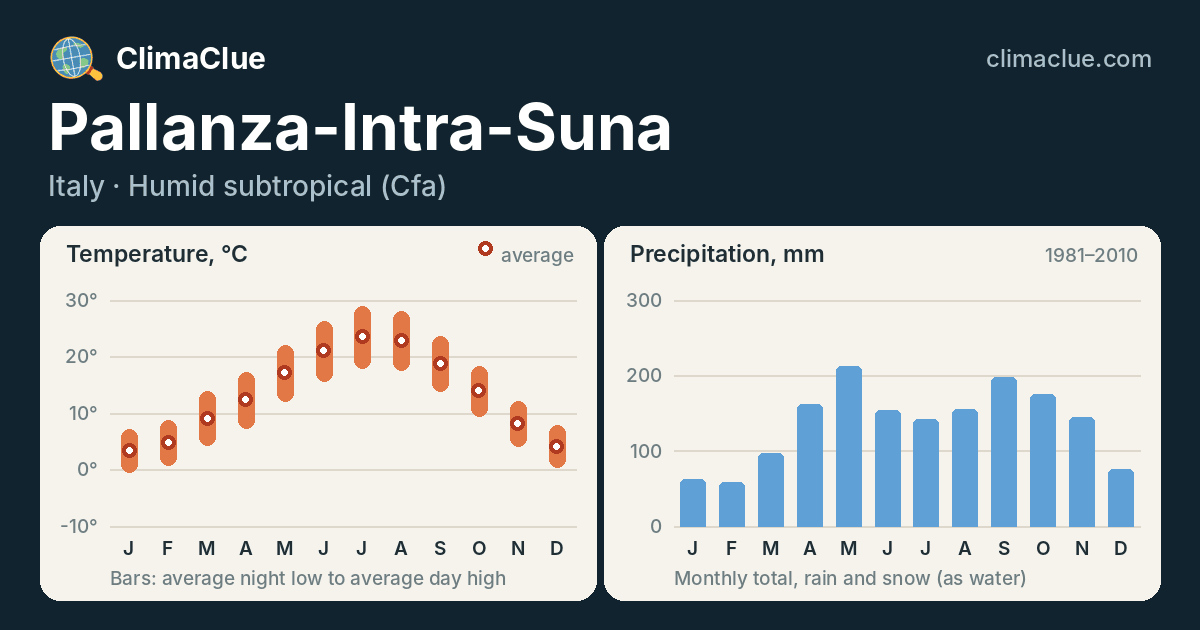 ClimaClue
climaclue.com
Pallanza-Intra-Suna
Italy · Humid subtropical (Cfa)
Temperature, °C
average
30°
20°
10°
0°
-10°
J F M A M J J A S O N D
Bars: average night low to average day high
Precipitation, mm
1981–2010
300
200
100
0
J F M A M J J A S O N D
Monthly total, rain and snow (as water)